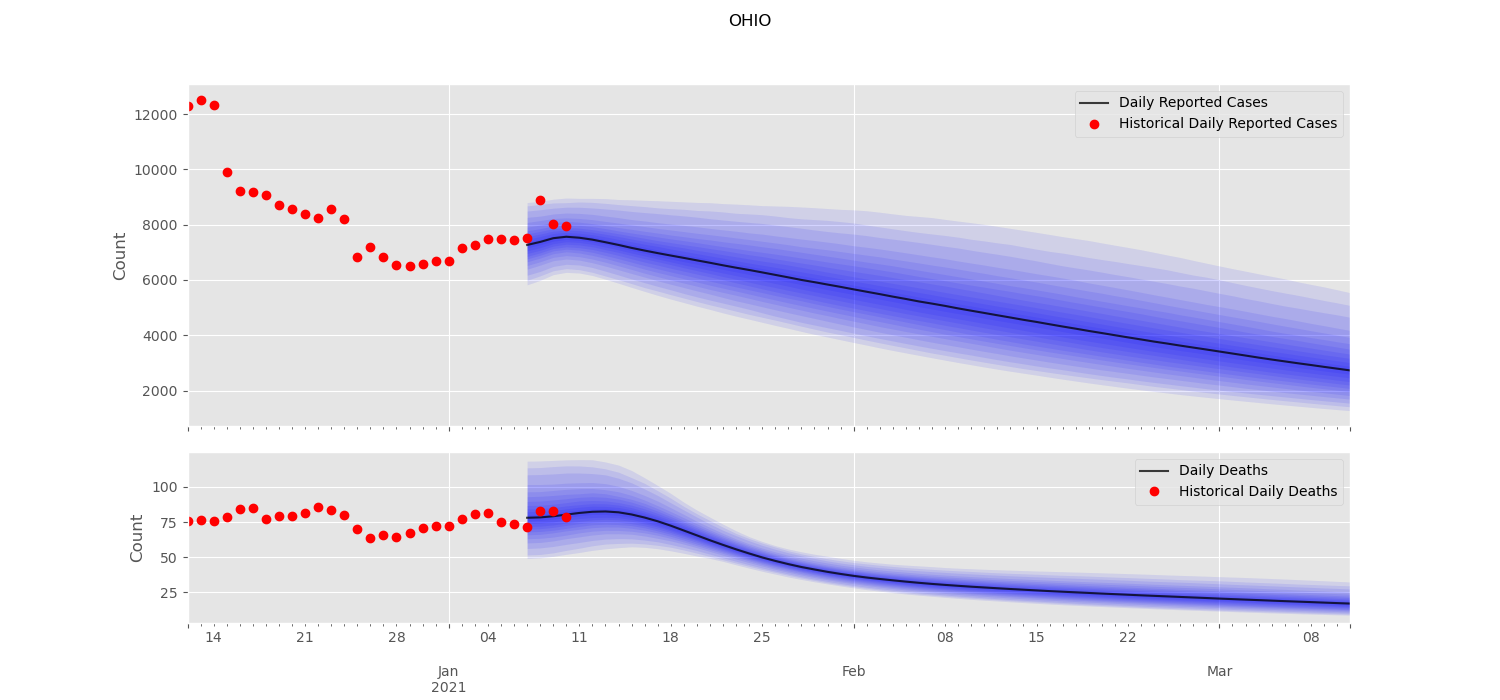 OHIO
Daily Reported Cases
Historical Daily Reported Cases
12000
10000
8000
6000
4000
2000
Count
Daily Deaths
Historical Daily Deaths
100
75
50
25
Count
14 21 28 04 11 18 25 08 15 22 08
Jan Feb Mar
2021